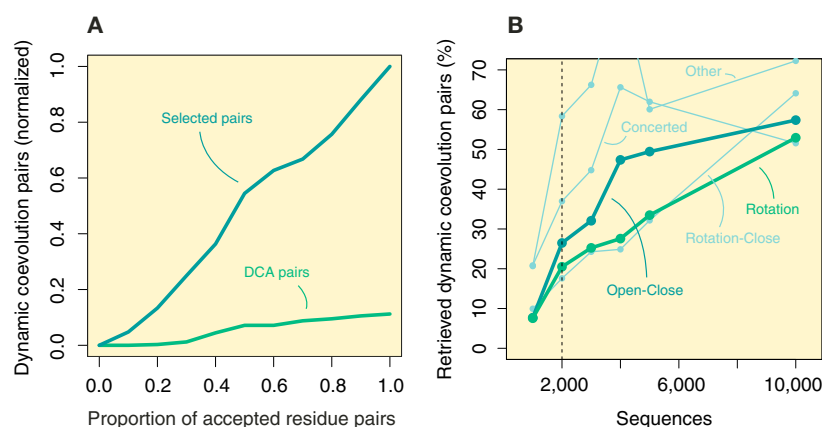 A
Dynamic coevolution pairs (normalized)
1.0
0.8
0.6
0.4
0.2
0.0
Selected pairs
DCA pairs
0.0 0.2 0.4 0.6 0.8 1.0
Proportion of accepted residue pairs
B
Retrieved dynamic coevolution pairs (%)
70
60
50
40
30
20
10
0
Other
Concerted
Rotation
Rotation-Close
Open-Close
2,000 6,000 10,000
Sequences